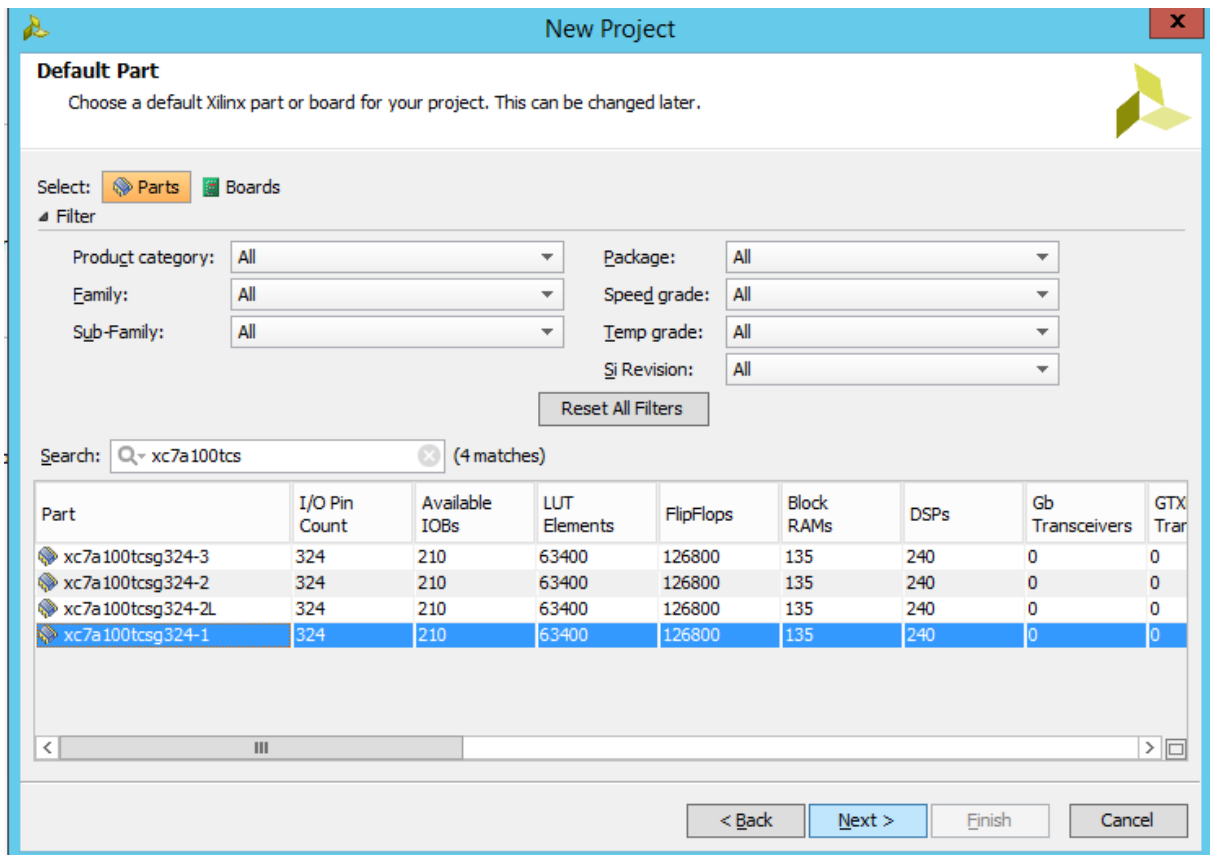 New Project
x
Default Part
Choose a default Xilinx part or board for your project. This can be changed later.
Select: Parts Boards
Filter
Product category: All Package: All
Family: All Speed grade: All
Sub-Family: All Temp grade: All
Si Revision: All
Reset All Filters
Search: xc7a100tcs (4 matches)
Part I/O Pin Count Available IOBs LUT Elements FlipFlops Block RAMs DSPs Gb Transceivers GTX Tran
xc7a100tcsg324-3 324 210 63400 126800 135 240 0 0
xc7a100tcsg324-2 324 210 63400 126800 135 240 0 0
xc7a100tcsg324-2L 324 210 63400 126800 135 240 0 0
xc7a100tcsg324-1 324 210 63400 126800 135 240 0 0
< Back Next > Finish Cancel